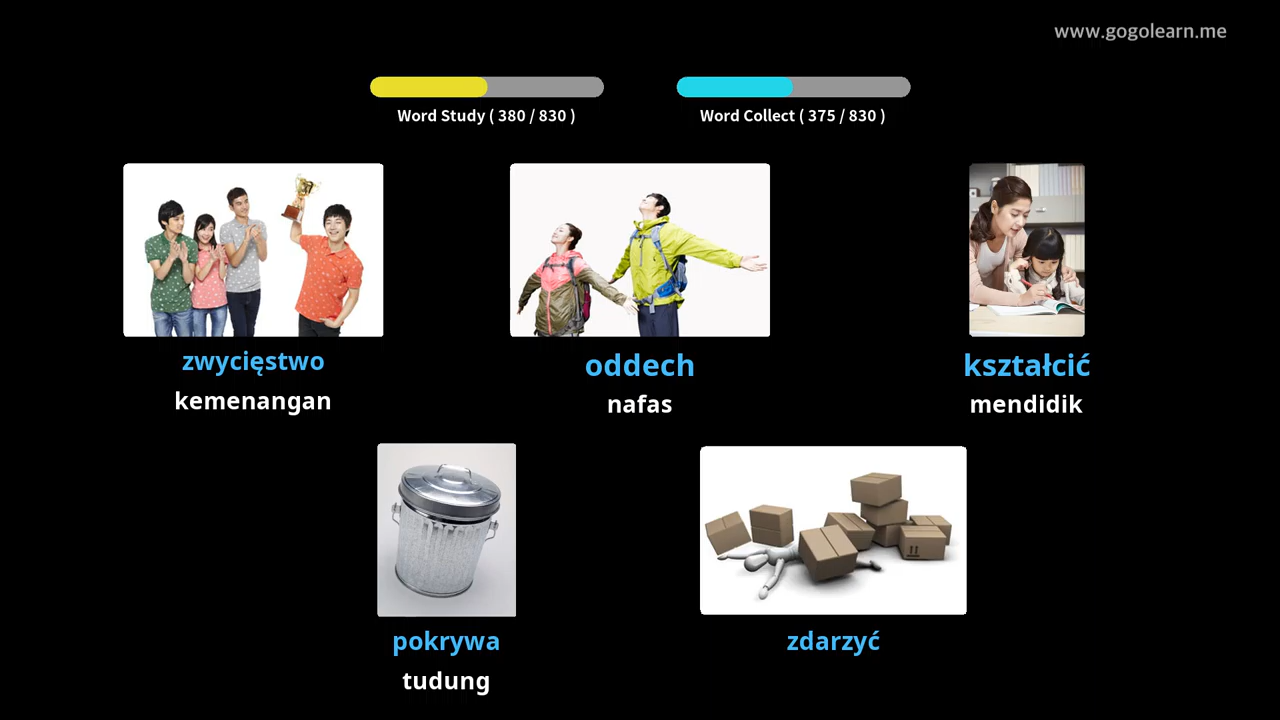 www.gogolearn.me
Word Study ( 380 / 830 )
Word Collect ( 375 / 830 )
zwycięstwo
kemenangan
oddech
nafas
kształcić
mendidik
pokrywa
tudung
zdarzyć